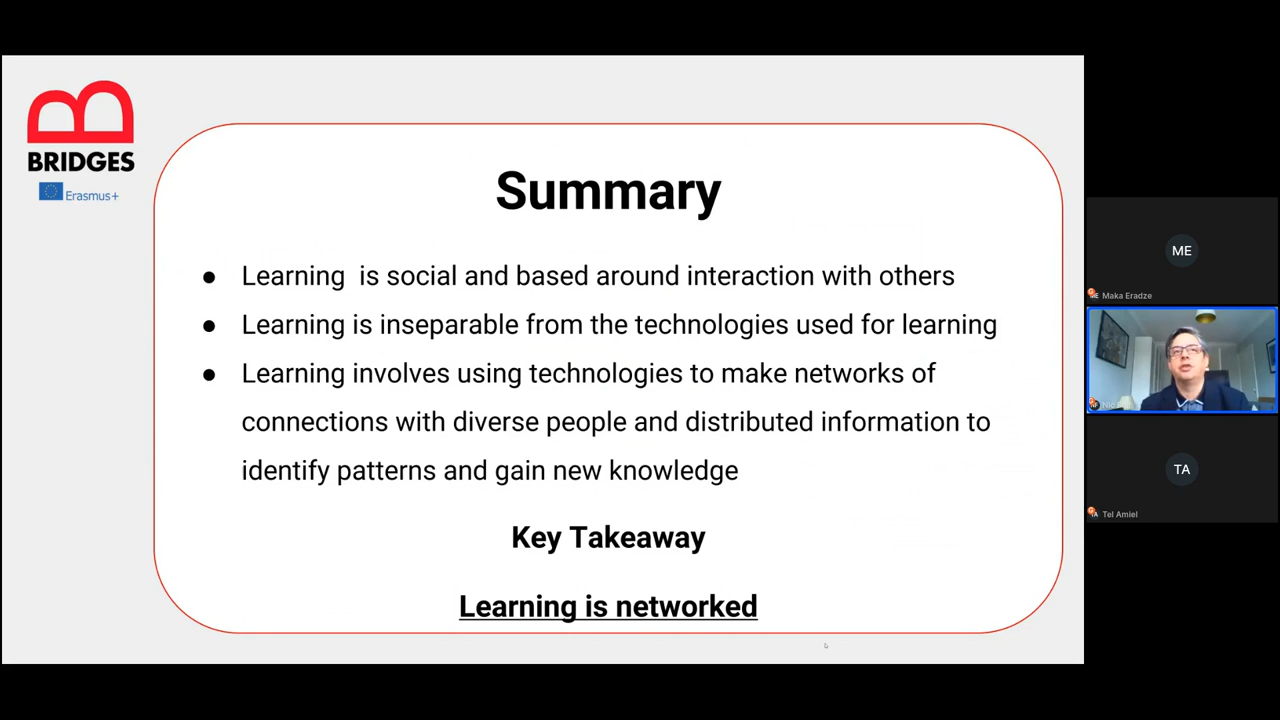 BRIDGES
Erasmus+
Summary
● Learning is social and based around interaction with others
● Learning is inseparable from the technologies used for learning
● Learning involves using technologies to make networks of
connections with diverse people and distributed information to
identify patterns and gain new knowledge
Key Takeaway
Learning is networked
ME
Maka Eradze
TA
Tel Amiel